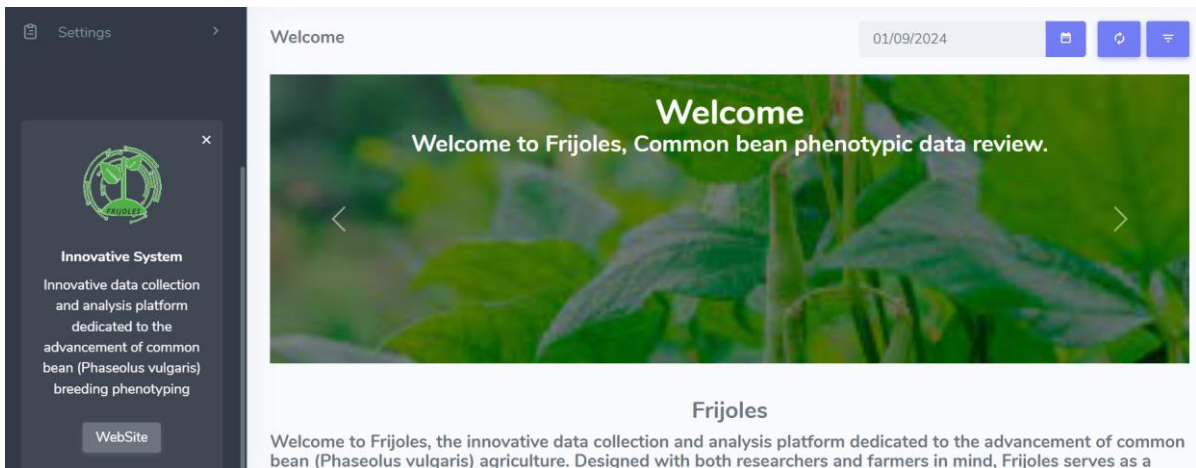 Settings
FRIJOLES
Innovative System
Innovative data collection
and analysis platform
dedicated to the
advancement of common
bean (Phaseolus vulgaris)
breeding phenotyping
WebSite
Welcome
01/09/2024
Welcome
Welcome to Frijoles, Common bean phenotypic data review.
Frijoles
Welcome to Frijoles, the innovative data collection and analysis platform dedicated to the advancement of common
bean (Phaseolus vulgaris) agriculture. Designed with both researchers and farmers in mind, Frijoles serves as a